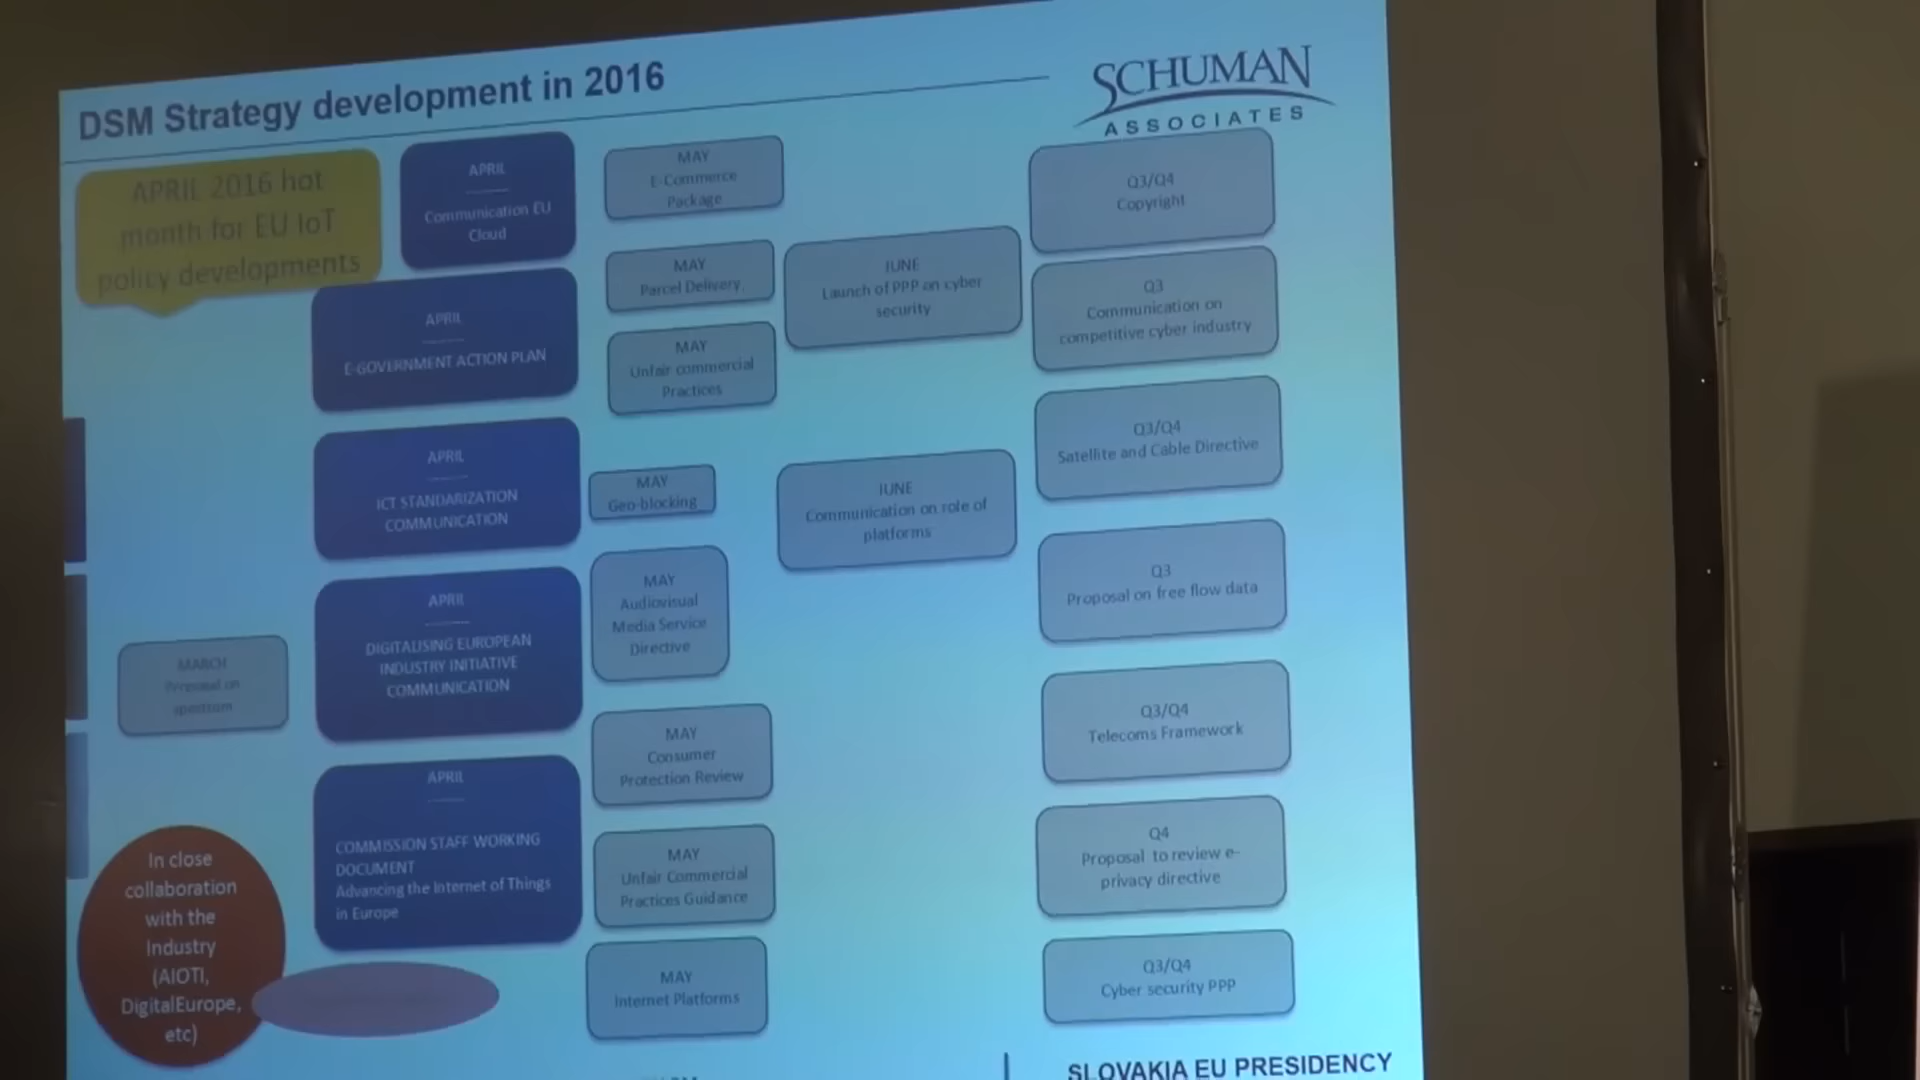 DSM Strategy development in 2016
SCHUMAN
ASSOCIATES
APRIL 2016 hot
month for EU IoT
policy developments
APRIL
Communication EU
Cloud
APRIL
E-GOVERNMENT ACTION PLAN
APRIL
ICT STANDARIZATION
COMMUNICATION
APRIL
DIGITALISING EUROPEAN
INDUSTRY INITIATIVE
COMMUNICATION
APRIL
COMMISSION STAFF WORKING
DOCUMENT
Advancing the Internet of Things
in Europe
MARCH
Proposal on
spectrum
In close
collaboration
with the
Industry
(AIOTI,
DigitalEurope,
etc)
MAY
E-Commerce
Package
MAY
Parcel Delivery
MAY
Unfair commercial
Practices
MAY
Geo-blocking
MAY
Audiovisual
Media Service
Directive
MAY
Consumer
Protection Review
MAY
Unfair Commercial
Practices Guidance
MAY
Internet Platforms
JUNE
Launch of PPP on cyber
security
JUNE
Communication on role of
platforms
Q3/Q4
Copyright
Q3
Communication on
competitive cyber industry
Q3/Q4
Satellite and Cable Directive
Q3
Proposal on free flow data
Q3/Q4
Telecoms Framework
Q4
Proposal to review e-
privacy directive
Q3/Q4
Cyber security PPP
SLOVAKIA EU PRESIDENCY